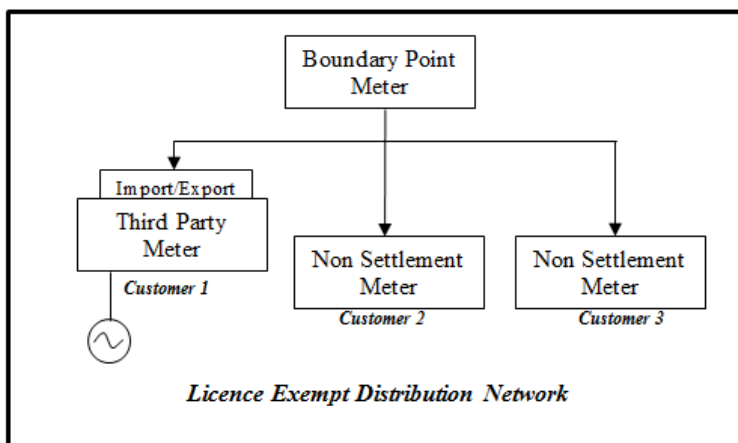 Boundary Point
Meter
Import/Export
Third Party
Meter
Customer 1
Non Settlement
Meter
Customer 2
Non Settlement
Meter
Customer 3
Licence Exempt Distribution Network